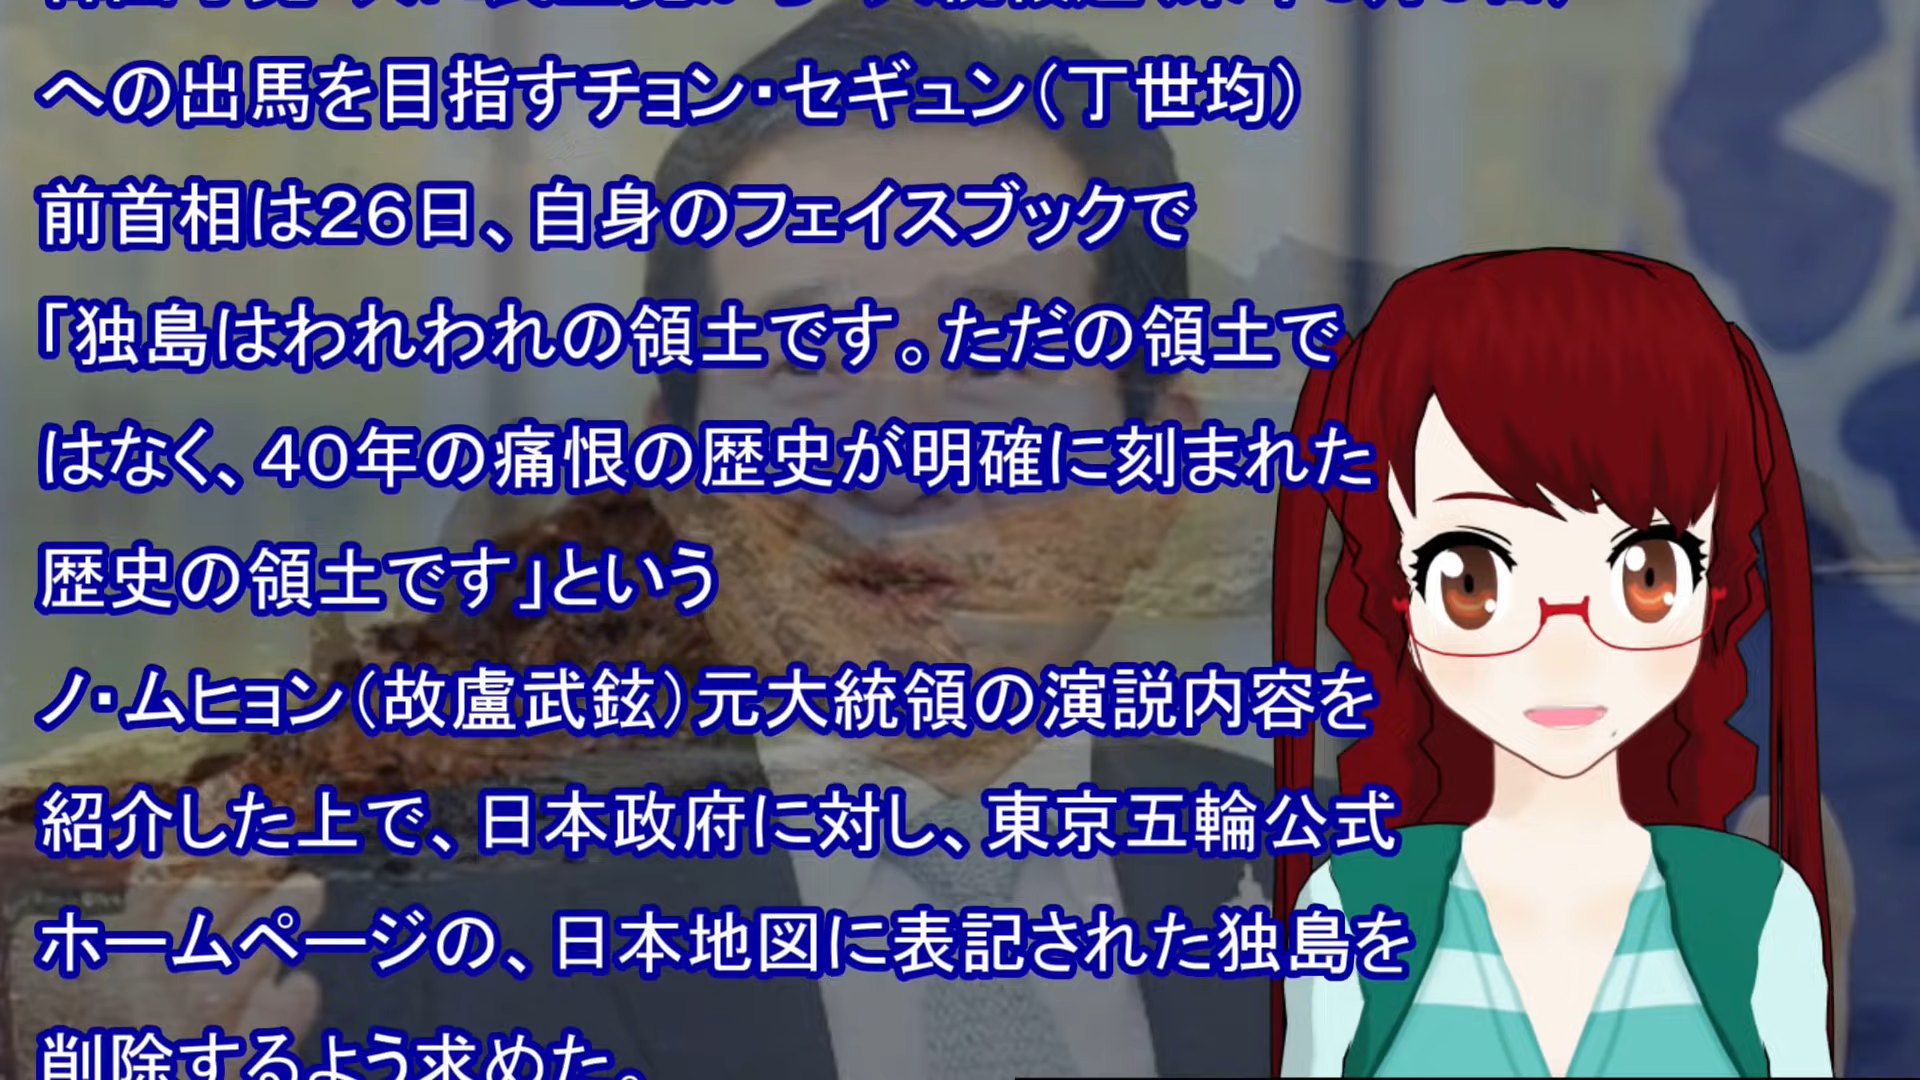 への出馬を目指すチョン・セギュン（丁世均）
前首相は２６日、自身のフェイスブックで
「独島はわれわれの領土です。ただの領土で
はなく、４０年の痛恨の歴史が明確に刻まれた
歴史の領土です」という
ノ・ムヒョン（故盧武鉉）元大統領の演説内容を
紹介した上で、日本政府に対し、東京五輪公式
ホームページの、日本地図に表記された独島を
削除するよう求めた。